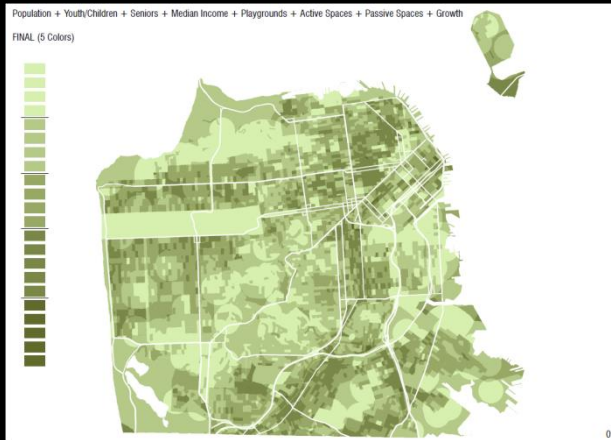 Population + Youth/Children + Seniors + Median Income + Playgrounds + Active Spaces + Passive Spaces + Growth
FINAL (5 Colors)
0